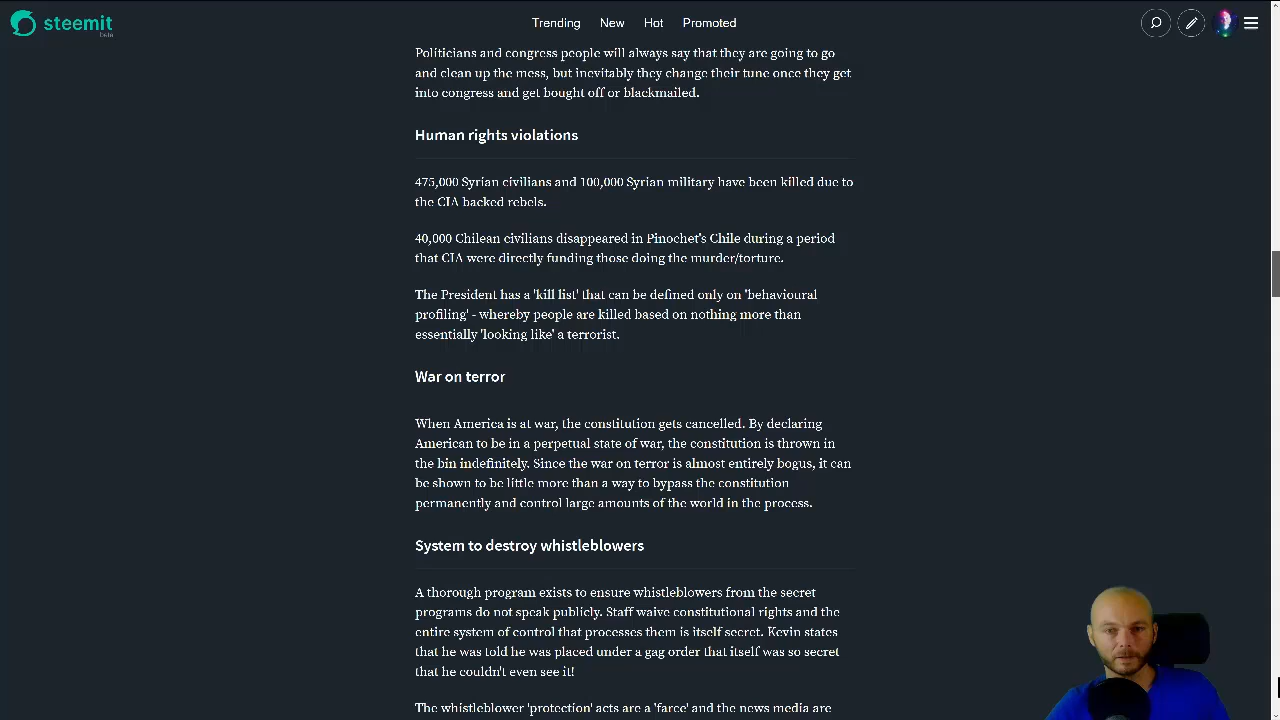 steemit
beta
Trending New Hot Promoted
Politicians and congress people will always say that they are going to go
and clean up the mess, but inevitably they change their tune once they get
into congress and get bought off or blackmailed.
Human rights violations
475,000 Syrian civilians and 100,000 Syrian military have been killed due to
the CIA backed rebels.
40,000 Chilean civilians disappeared in Pinochet's Chile during a period
that CIA were directly funding those doing the murder/torture.
The President has a 'kill list' that can be defined only on 'behavioural
profiling' - whereby people are killed based on nothing more than
essentially 'looking like' a terrorist.
War on terror
When America is at war, the constitution gets cancelled. By declaring
American to be in a perpetual state of war, the constitution is thrown in
the bin indefinitely. Since the war on terror is almost entirely bogus, it can
be shown to be little more than a way to bypass the constitution
permanently and control large amounts of the world in the process.
System to destroy whistleblowers
A thorough program exists to ensure whistleblowers from the secret
programs do not speak publicly. Staff waive constitutional rights and the
entire system of control that processes them is itself secret. Kevin states
that he was told he was placed under a gag order that itself was so secret
that he couldn't even see it!
The whistleblower 'protection' acts are a 'farce' and the news media are